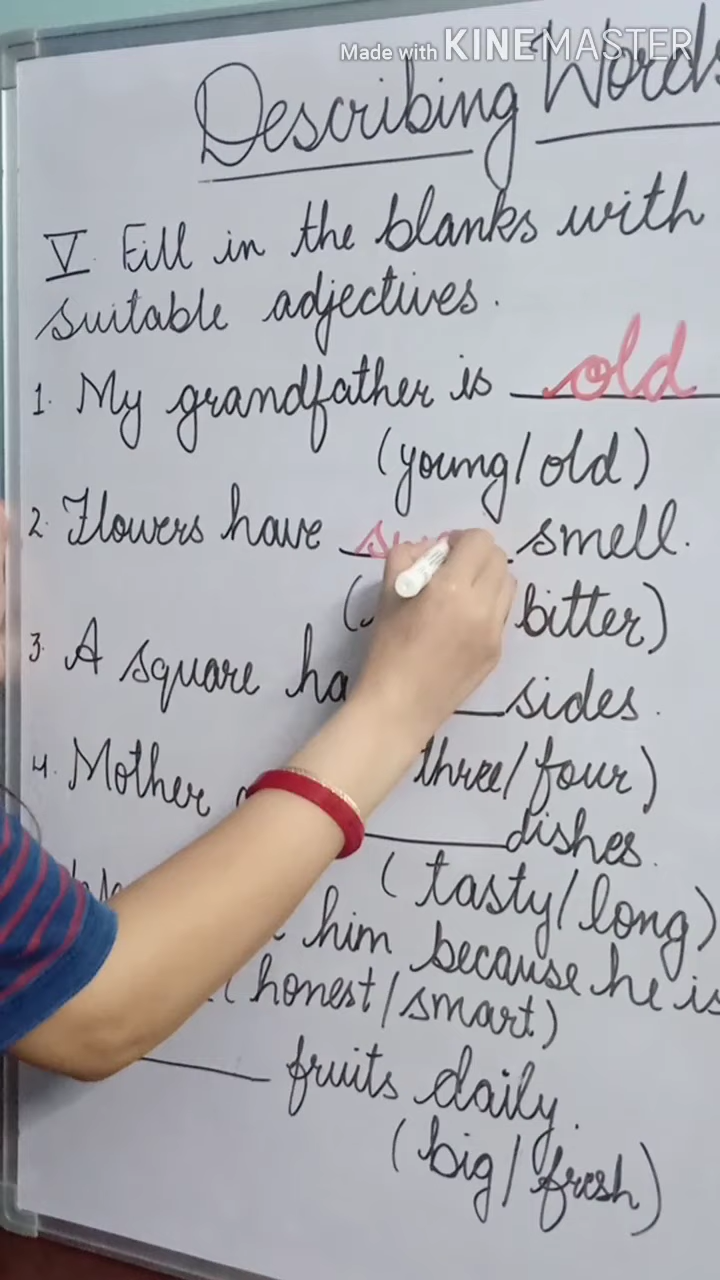 Made with KINEMASTER
Describing Words
V. Fill in the blanks with
suitable adjectives.
1. My grandfather is old
(young/old)
2. Flowers have smell.
bitter)
3. A square sides.
three/four)
4. Mother dishes.
(tasty/long)
him because he is
(honest/smart)
fruits daily.
(big/fresh)